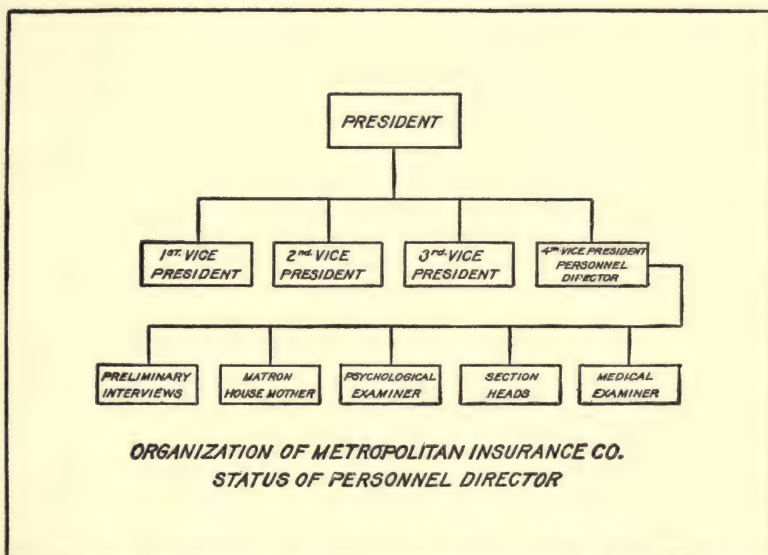 PRESIDENT
1ST. VICE
PRESIDENT
2nd. VICE
PRESIDENT
3rd. VICE
PRESIDENT
4TH VICE PRESIDENT
PERSONNEL
DIRECTOR
PRELIMINARY
INTERVIEWS
MATRON
HOUSE MOTHER
PSYCHOLOGICAL
EXAMINER
SECTION
HEADS
MEDICAL
EXAMINER
ORGANIZATION OF METROPOLITAN INSURANCE CO.
STATUS OF PERSONNEL DIRECTOR